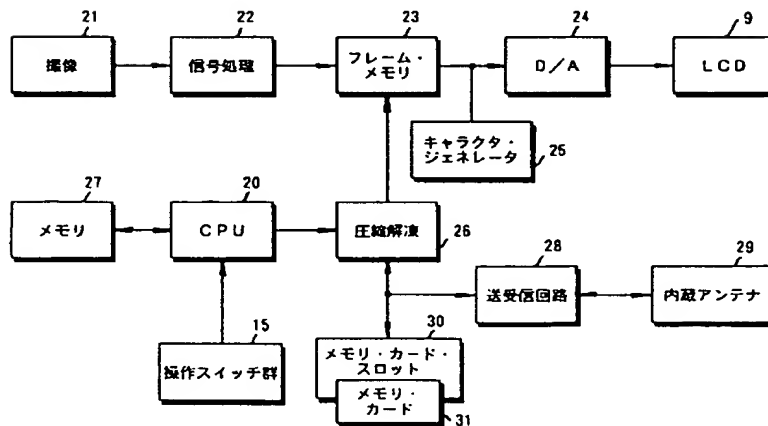 21
22
23
24
9
撮像
信号処理
フレーム・
メモリ
D/A
LCD
キャラクタ・
ジェネレータ
25
27
20
メモリ
CPU
圧縮解凍
26
28
29
送受信回路
内蔵アンテナ
15
30
操作スイッチ群
メモリ・カード・
スロット
メモリ・
カード
31